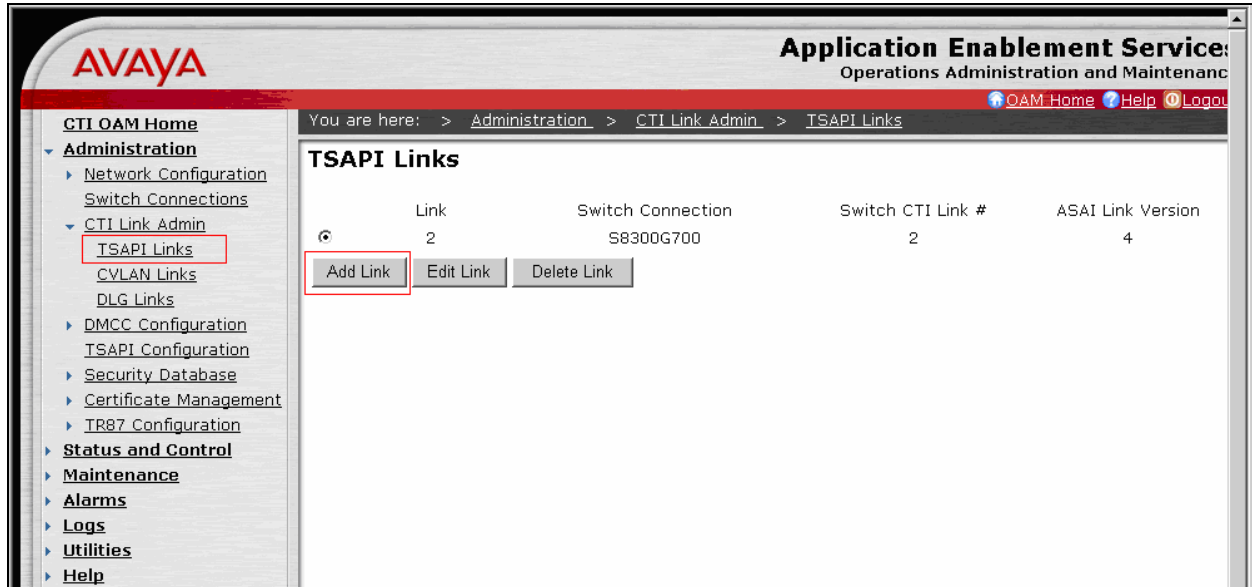 AVAYA
Application Enablement Service
Operations Administration and Maintenanc
OAM Home Help Logou
You are here: > Administration > CTI Link Admin > TSAPI Links
CTI OAM Home
Administration
Network Configuration
Switch Connections
CTI Link Admin
TSAPI Links
CVLAN Links
DLG Links
DMCC Configuration
TSAPI Configuration
Security Database
Certificate Management
TR87 Configuration
Status and Control
Maintenance
Alarms
Logs
Utilities
Help
TSAPI Links
Link Switch Connection Switch CTI Link # ASAI Link Version
2 S8300G700 2 4
Add Link Edit Link Delete Link